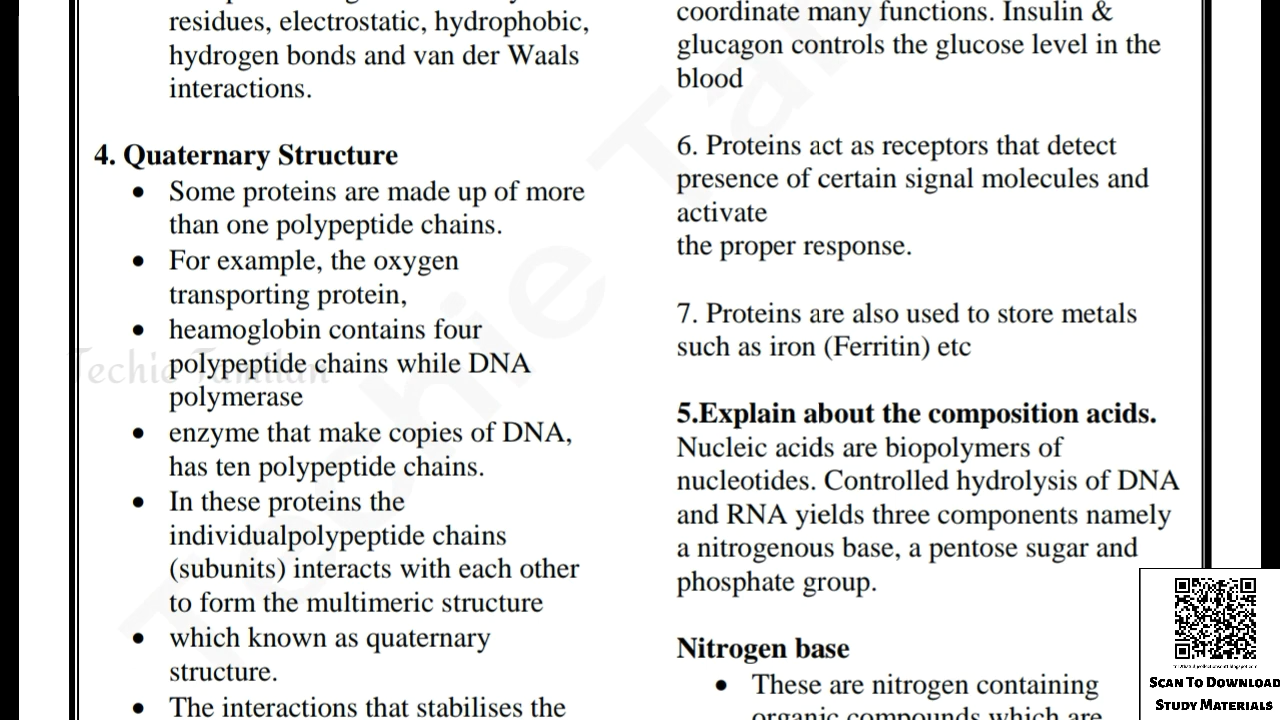 residues, electrostatic, hydrophobic,
hydrogen bonds and van der Waals
interactions.
4. Quaternary Structure
• Some proteins are made up of more
than one polypeptide chains.
• For example, the oxygen
transporting protein,
• heamoglobin contains four
polypeptide chains while DNA
polymerase
• enzyme that make copies of DNA,
has ten polypeptide chains.
• In these proteins the
individualpolypeptide chains
(subunits) interacts with each other
to form the multimeric structure
• which known as quaternary
structure.
• The interactions that stabilises the
coordinate many functions. Insulin &
glucagon controls the glucose level in the
blood
6. Proteins act as receptors that detect
presence of certain signal molecules and
activate
the proper response.
7. Proteins are also used to store metals
such as iron (Ferritin) etc
5.Explain about the composition acids.
Nucleic acids are biopolymers of
nucleotides. Controlled hydrolysis of DNA
and RNA yields three components namely
a nitrogenous base, a pentose sugar and
phosphate group.
Nitrogen base
• These are nitrogen containing
organic compounds which are
Techie Tamilan
Techie Ta
Scan To Download
Study Materials